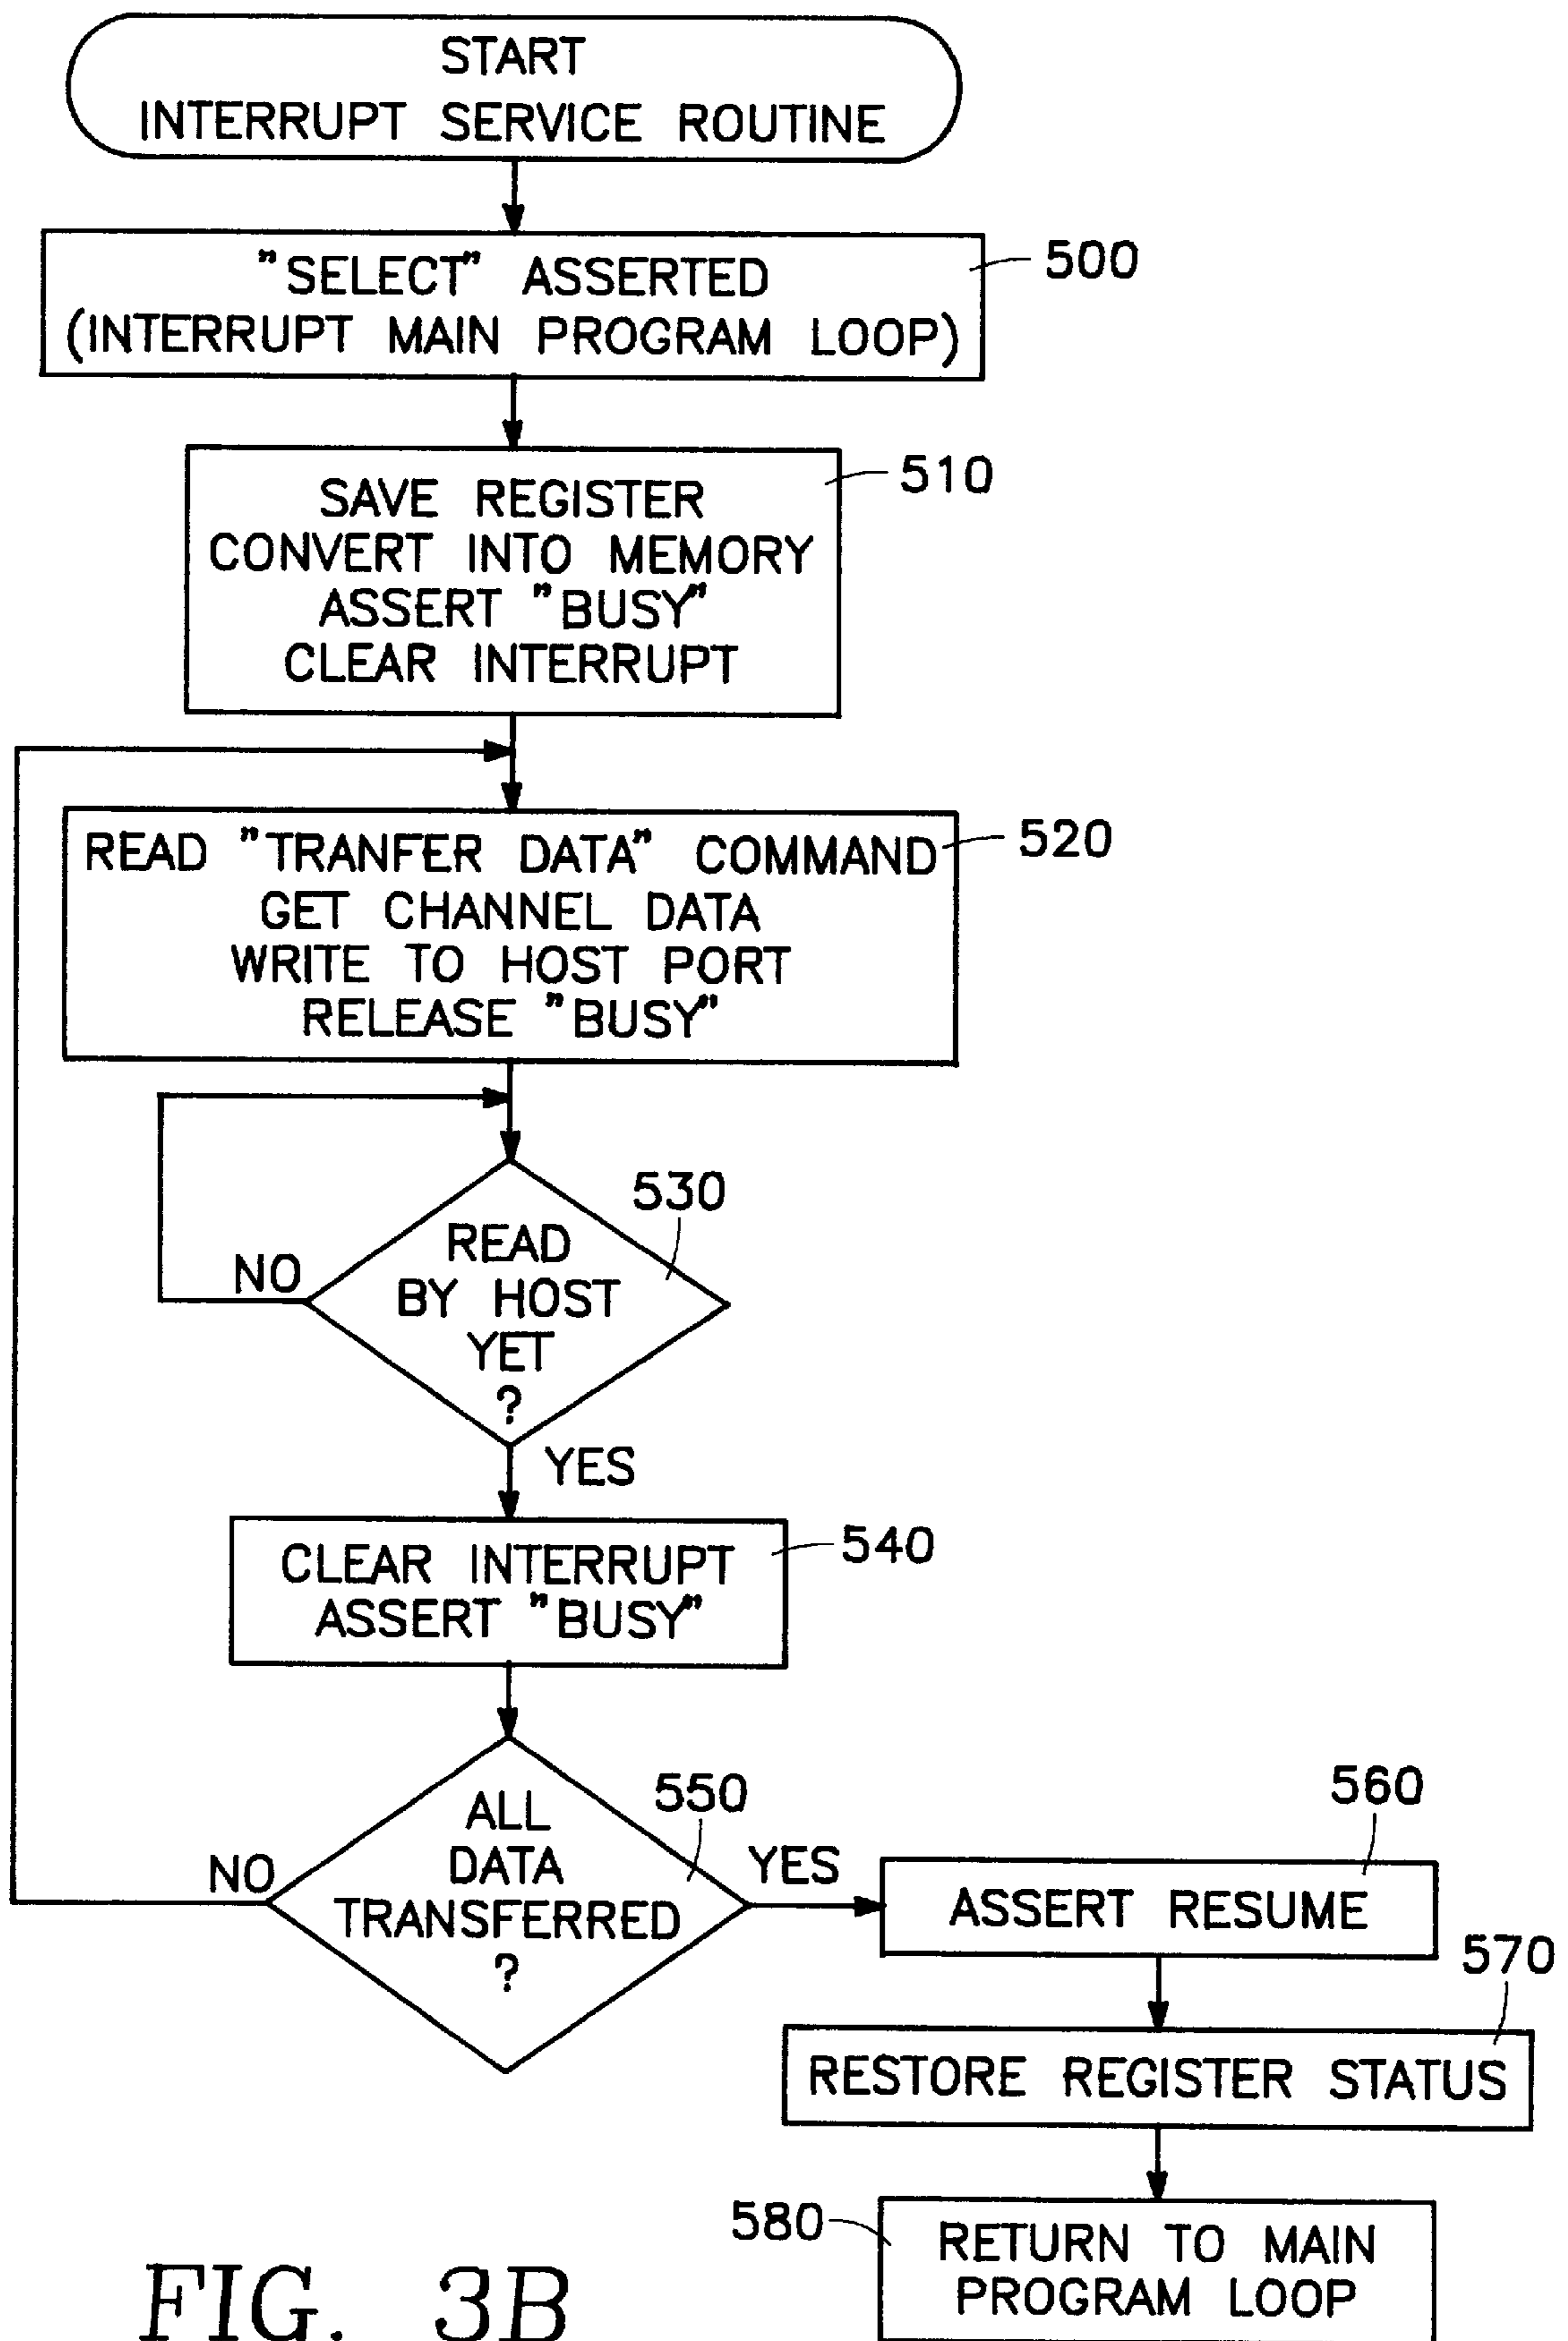 START
INTERRUPT SERVICE ROUTINE
"SELECT" ASSERTED
(INTERRUPT MAIN PROGRAM LOOP)
500
SAVE REGISTER
CONVERT INTO MEMORY
ASSERT "BUSY"
CLEAR INTERRUPT
510
READ "TRANFER DATA" COMMAND
GET CHANNEL DATA
WRITE TO HOST PORT
RELEASE "BUSY"
520
READ
BY HOST
YET
?
530
NO
YES
CLEAR INTERRUPT
ASSERT "BUSY"
540
ALL
DATA
TRANSFERRED
?
550
NO
YES
ASSERT RESUME
560
RESTORE REGISTER STATUS
570
RETURN TO MAIN
PROGRAM LOOP
580
FIG. 3B